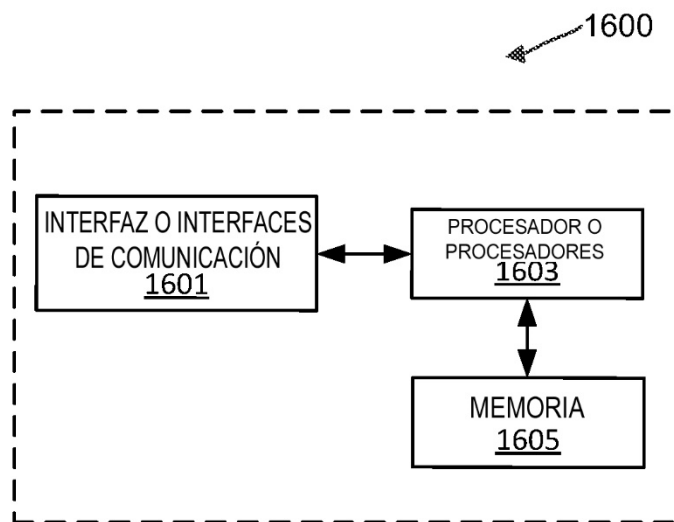 1600
INTERFAZ O INTERFACES
DE COMUNICACIÓN
1601
PROCESADOR O
PROCESADORES
1603
MEMORIA
1605